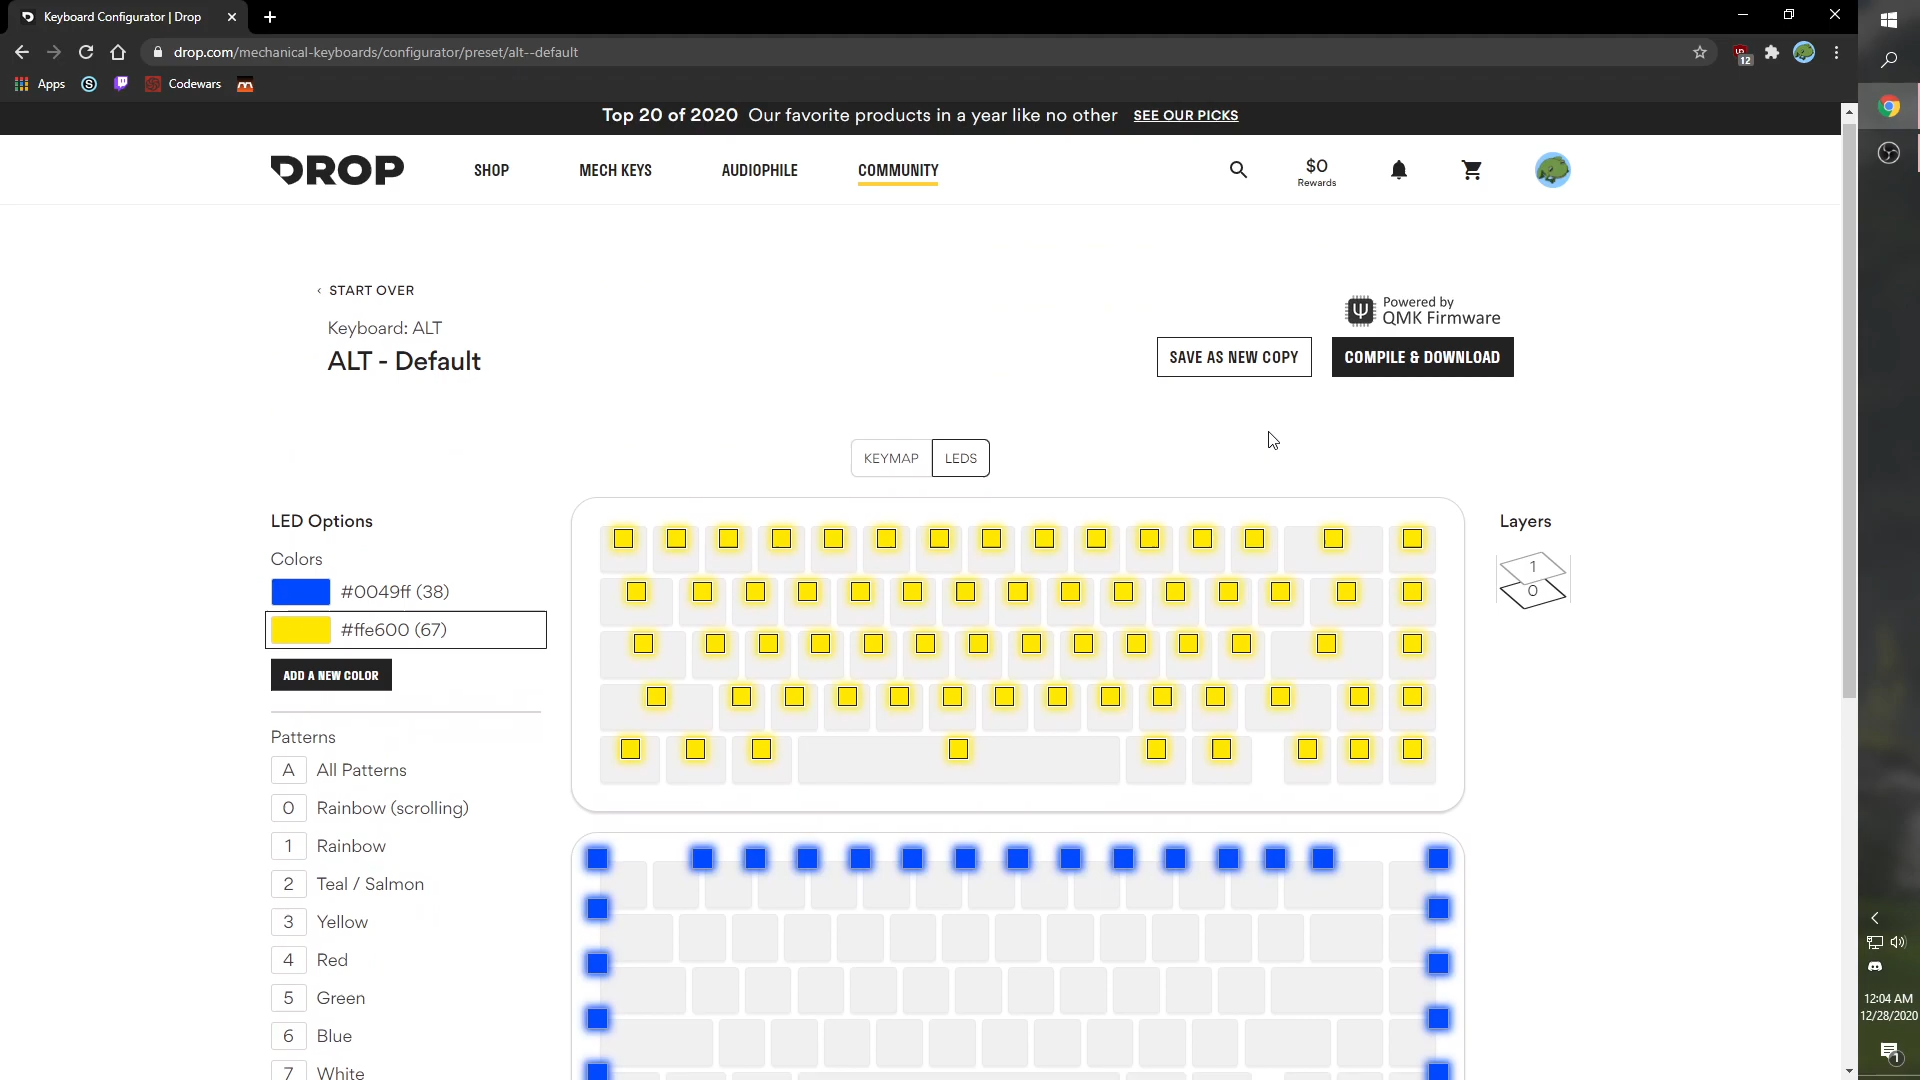 Keyboard Configurator | Drop
drop.com/mechanical-keyboards/configurator/preset/alt--default
12
Apps
Codewars
Top 20 of 2020 Our favorite products in a year like no other SEE OUR PICKS
DROP
SHOP
MECH KEYS
AUDIOPHILE
COMMUNITY
$0
Rewards
‹ START OVER
Keyboard: ALT
ALT - Default
Powered by
QMK Firmware
SAVE AS NEW COPY
COMPILE & DOWNLOAD
KEYMAP
LEDS
LED Options
Colors
#0049ff (38)
#ffe600 (67)
ADD A NEW COLOR
Patterns
A All Patterns
0 Rainbow (scrolling)
1 Rainbow
2 Teal / Salmon
3 Yellow
4 Red
5 Green
6 Blue
7 White
Layers
1
0
12:04 AM
12/28/2020
1